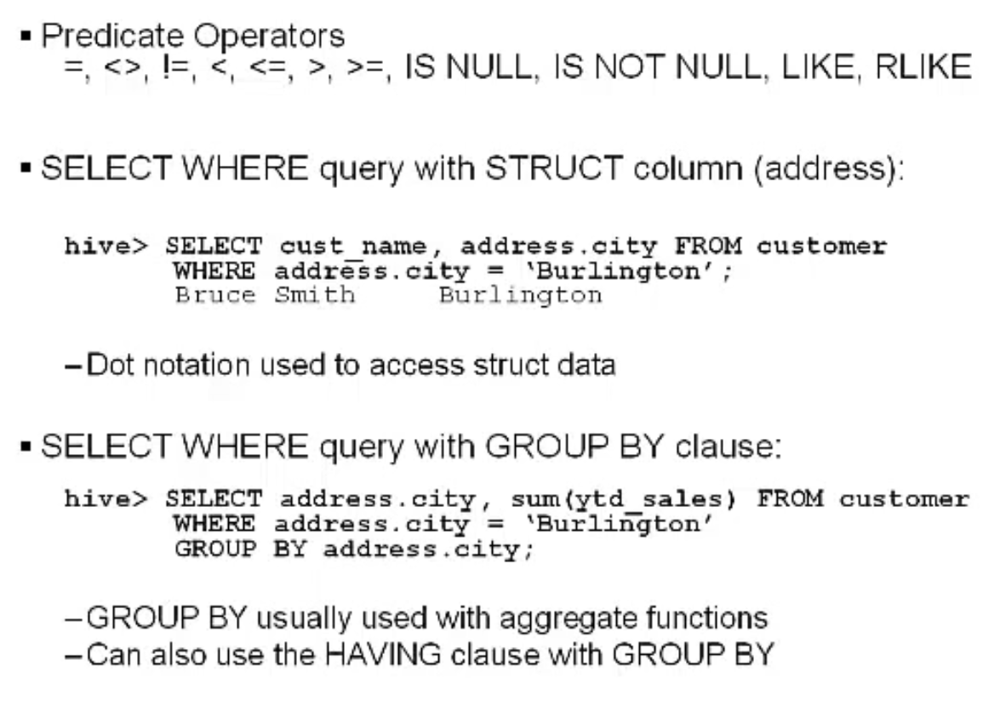 ▪ Predicate Operators
=, <>, !=, <, <=, >, >=, IS NULL, IS NOT NULL, LIKE, RLIKE
▪ SELECT WHERE query with STRUCT column (address):
hive> SELECT cust_name, address.city FROM customer
WHERE address.city = ‘Burlington’;
Bruce Smith Burlington
–Dot notation used to access struct data
▪ SELECT WHERE query with GROUP BY clause:
hive> SELECT address.city, sum(ytd_sales) FROM customer
WHERE address.city = ‘Burlington’
GROUP BY address.city;
–GROUP BY usually used with aggregate functions
–Can also use the HAVING clause with GROUP BY